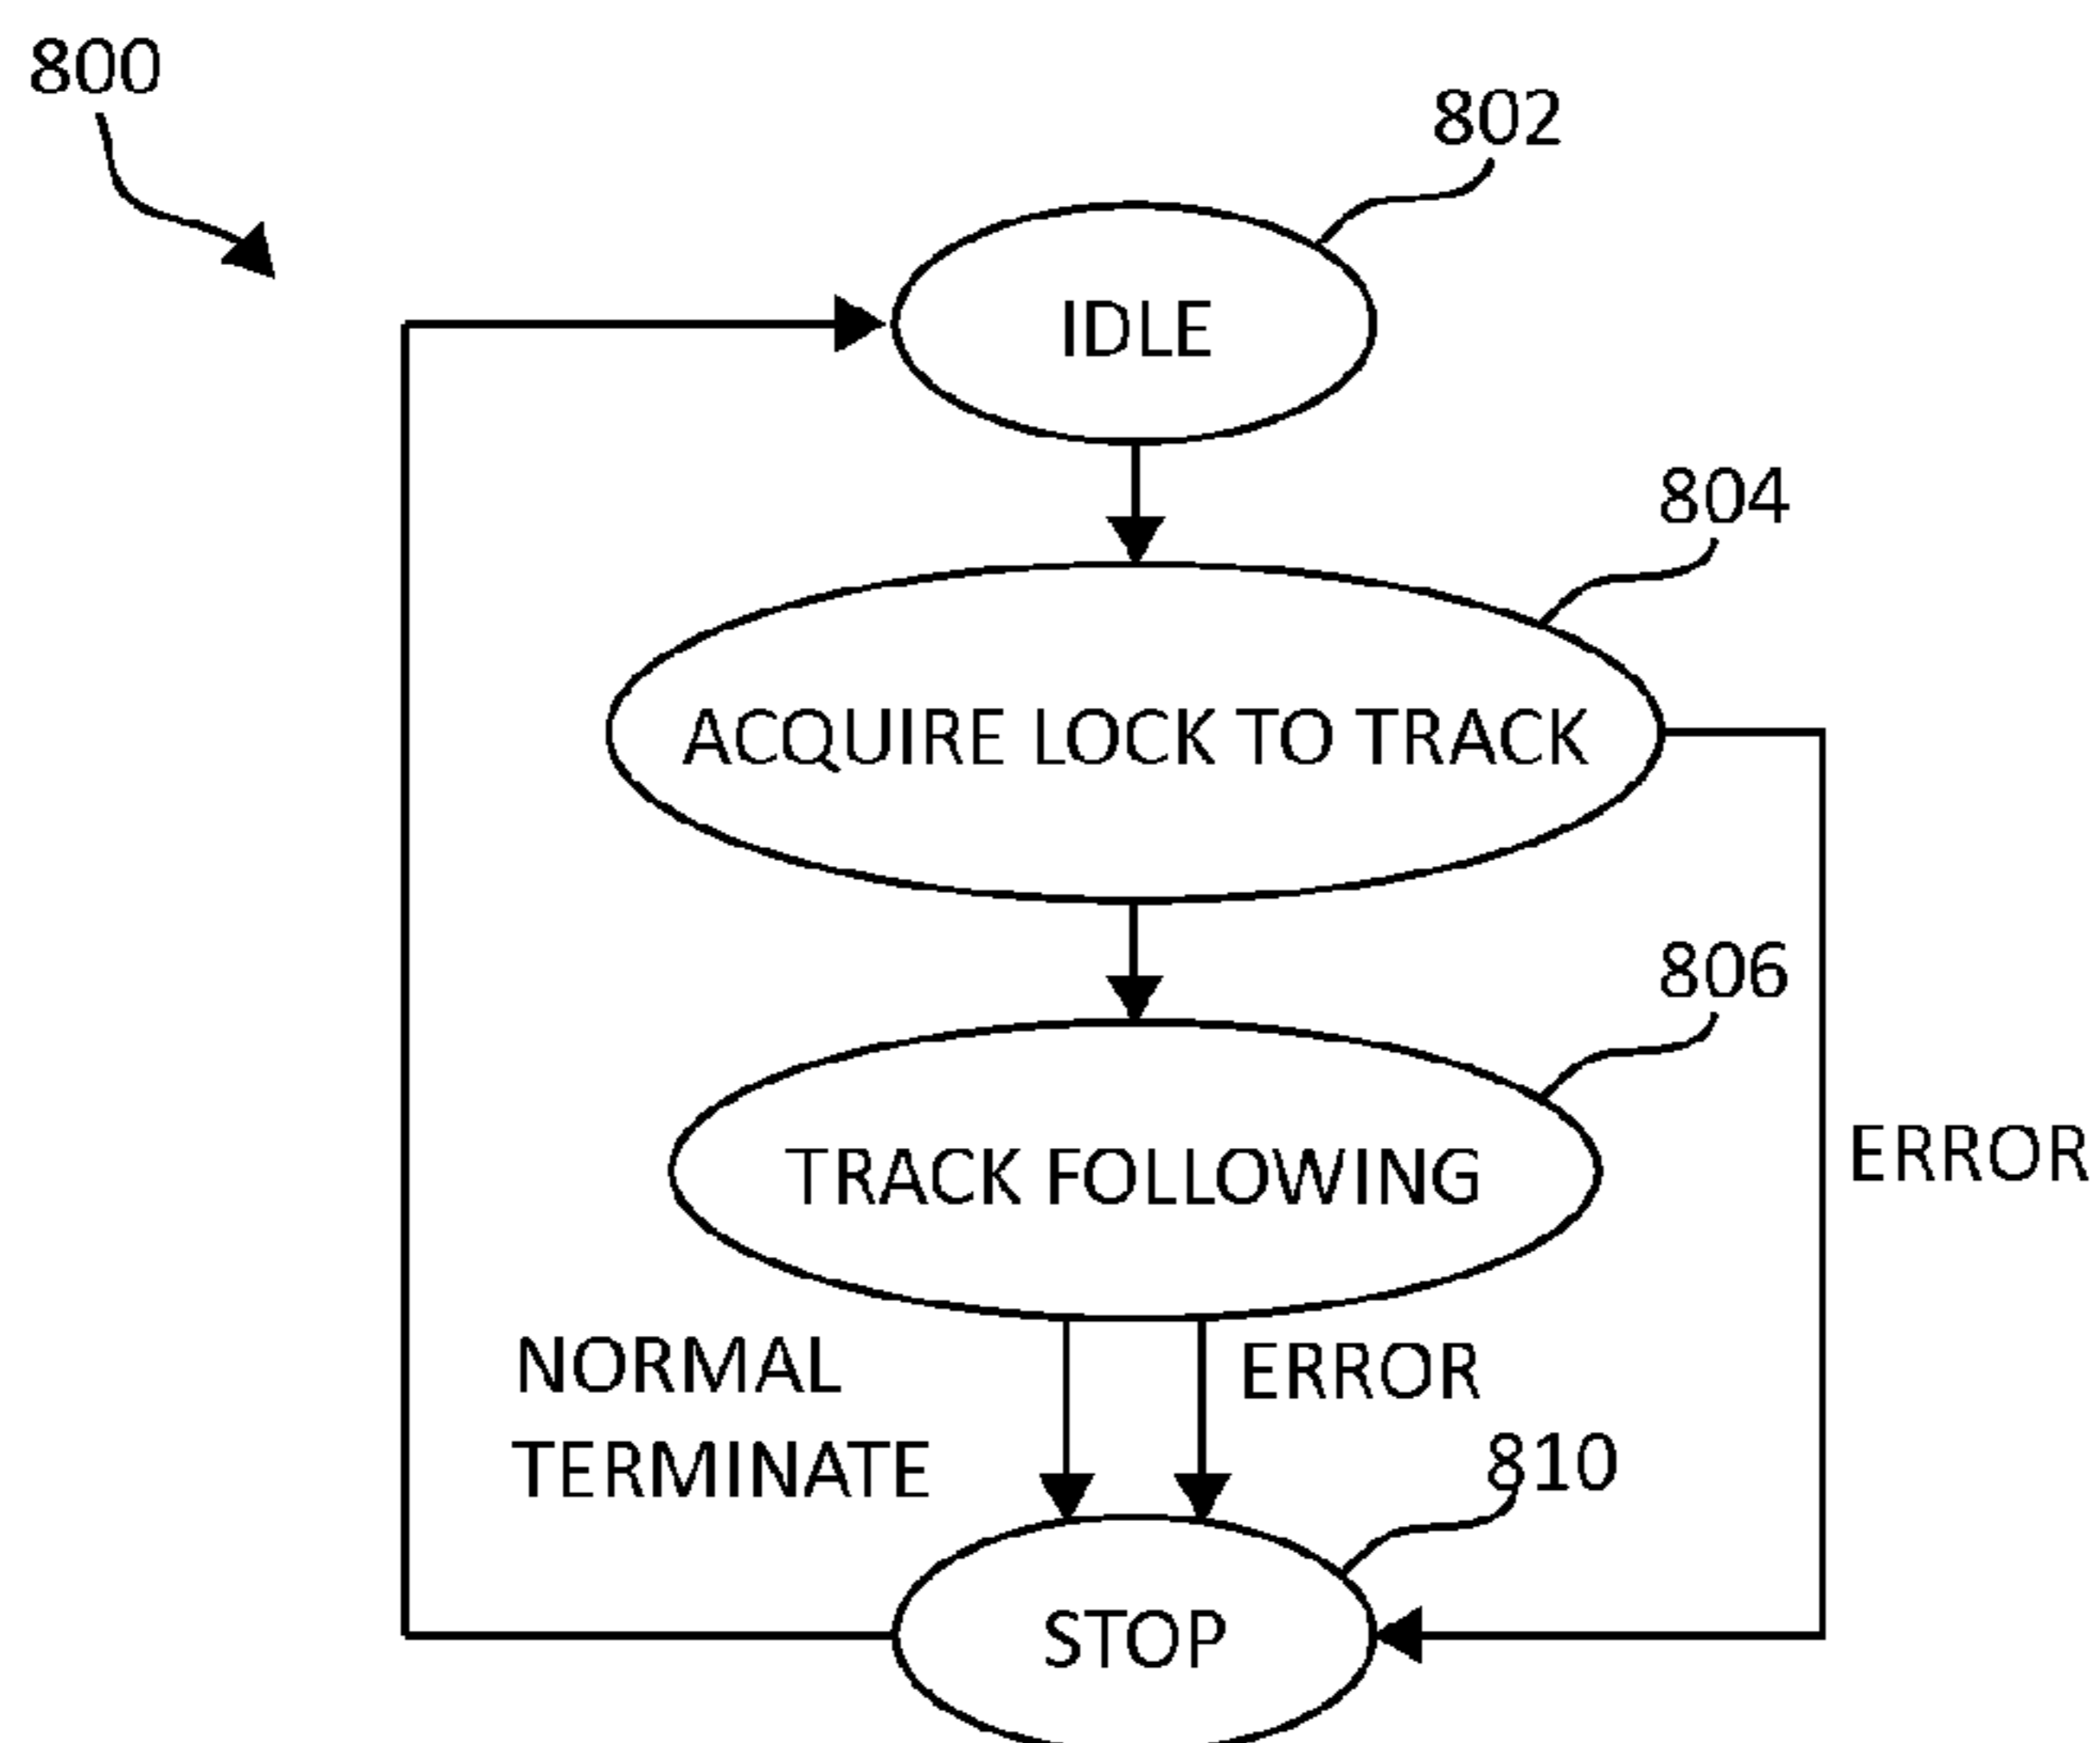 800
802
IDLE
804
ACQUIRE LOCK TO TRACK
806
TRACK FOLLOWING
ERROR
NORMAL
TERMINATE
ERROR
810
STOP